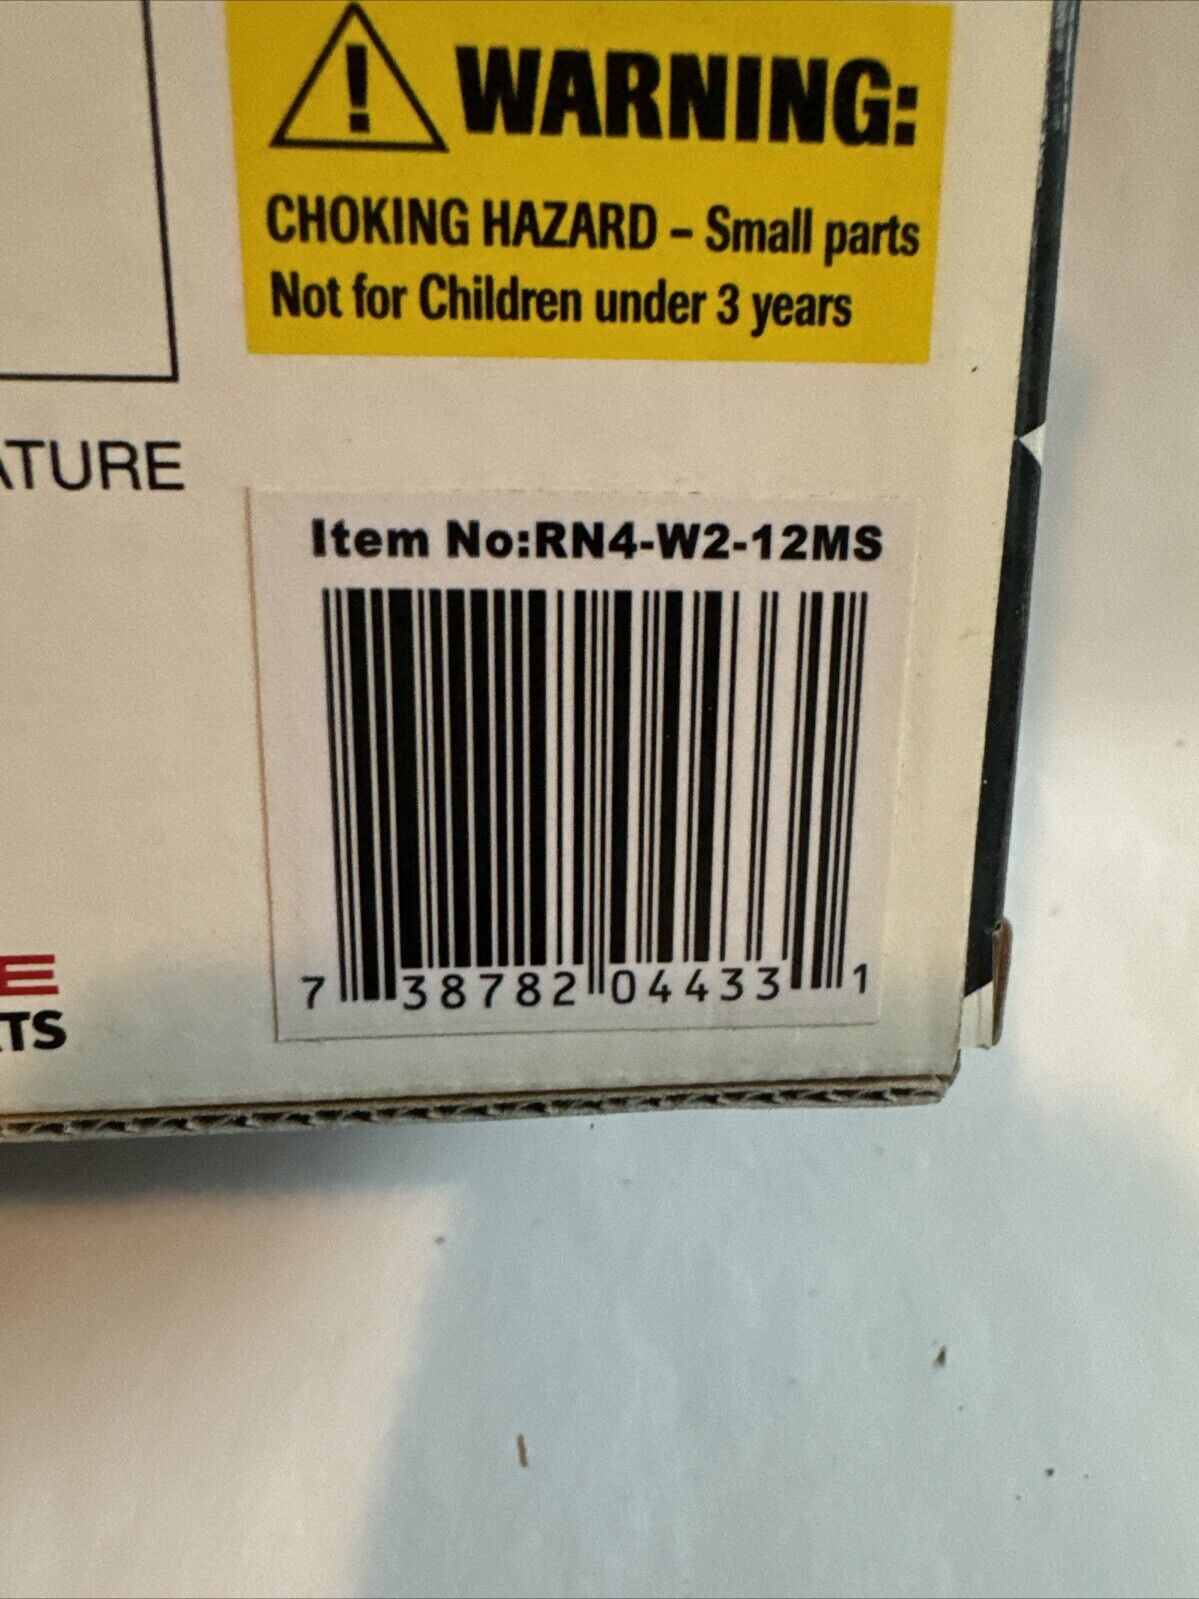 WARNING:
CHOKING HAZARD – Small parts
Not for Children under 3 years
ATURE
Item No:RN4-W2-12MS
7 38782 04433 1
E
TS